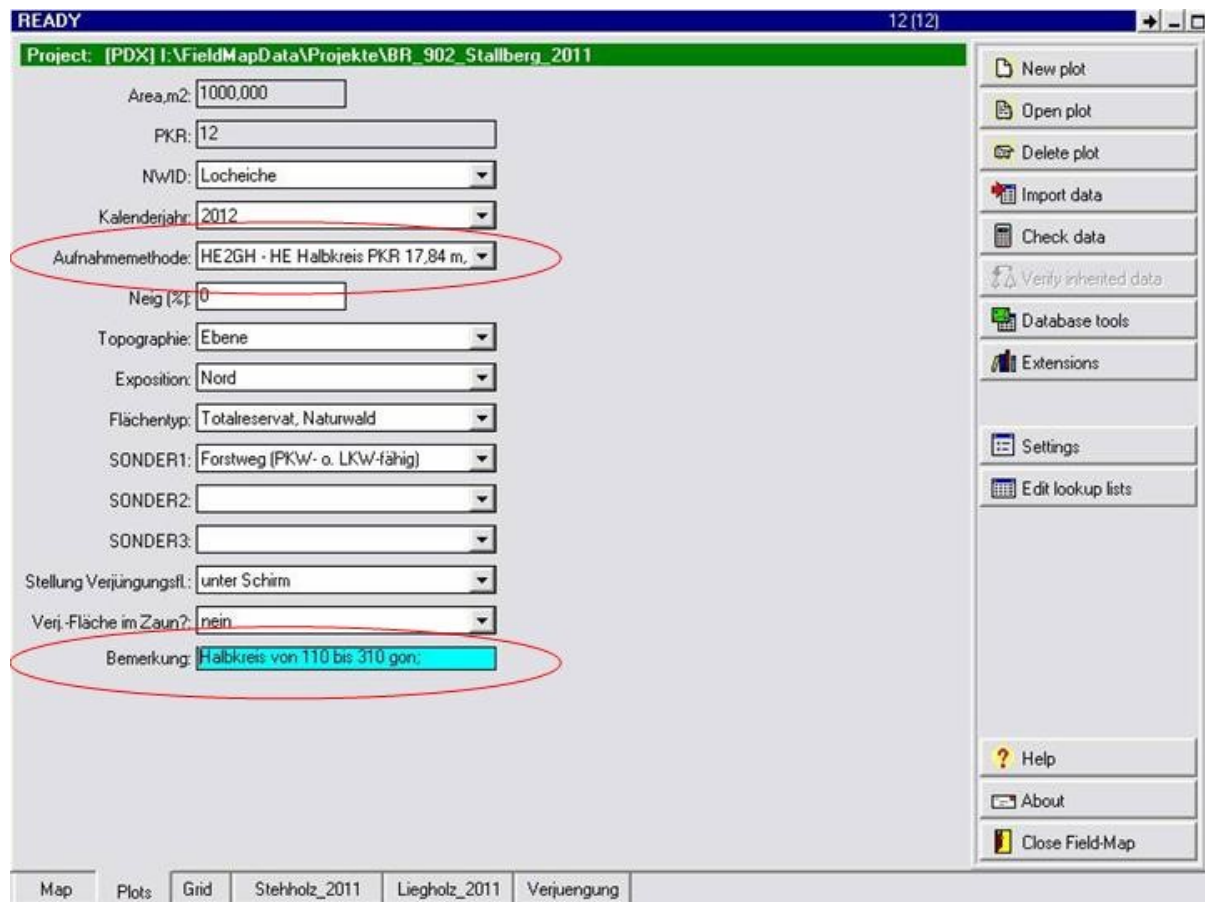 READY 12 (12)
Project: [PDX] I:\FieldMapData\Projekte\BR_902_Stallberg_2011
Area,m2: 1000,000
PKR: 12
NWID: Locheiche
Kalenderjahr: 2012
Aufnahmemethode: HE2GH - HE Halbkreis PKR 17,84 m,
Neig (%): 0
Topographie: Ebene
Exposition: Nord
Flächentyp: Totalreservat, Naturwald
SONDER1: Forstweg (PKW- o. LKW-fähig)
SONDER2:
SONDER3:
Stellung Verjüngungsfl.: unter Schirm
Verj.-Fläche im Zaun?: nein
Bemerkung: Halbkreis von 110 bis 310 gon;
New plot
Open plot
Delete plot
Import data
Check data
Verify inherited data
Database tools
Extensions
Settings
Edit lookup lists
Help
About
Close Field-Map
Map Plots Grid Stehholz_2011 Liegholz_2011 Verjuengung